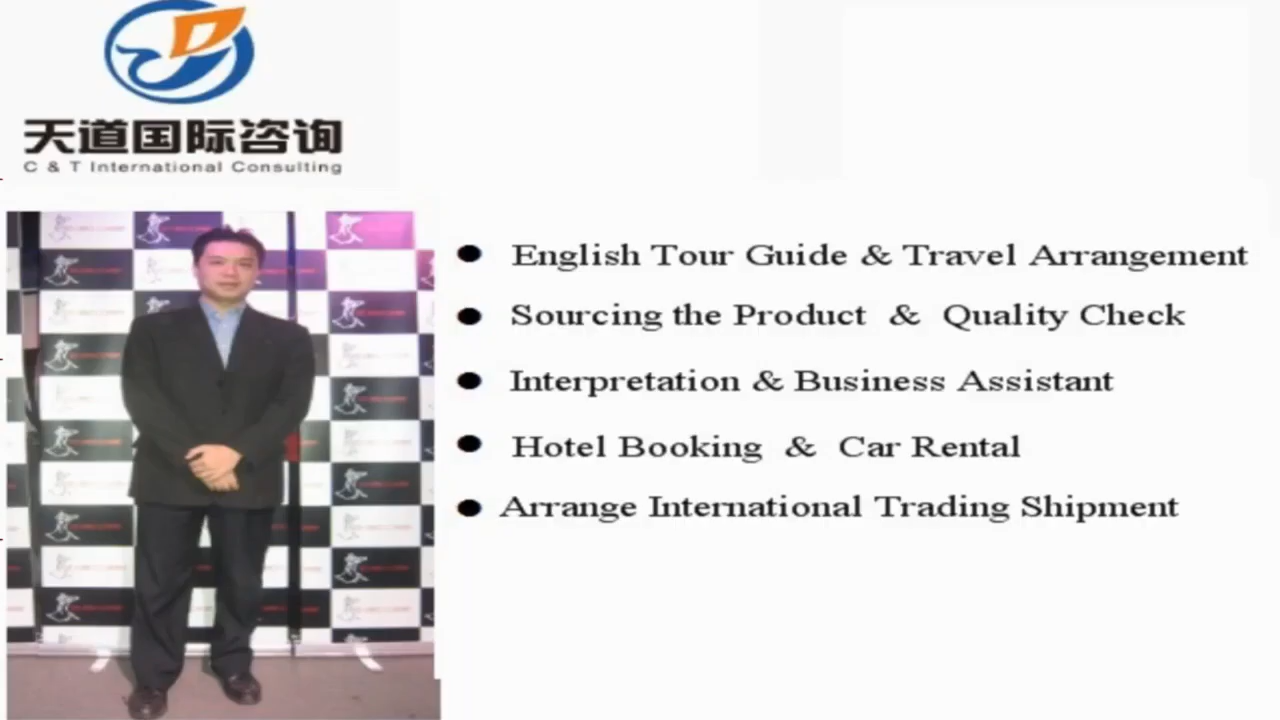 天道国际咨询
C & T International Consulting
English Tour Guide & Travel Arrangement
Sourcing the Product & Quality Check
Interpretation & Business Assistant
Hotel Booking & Car Rental
Arrange International Trading Shipment